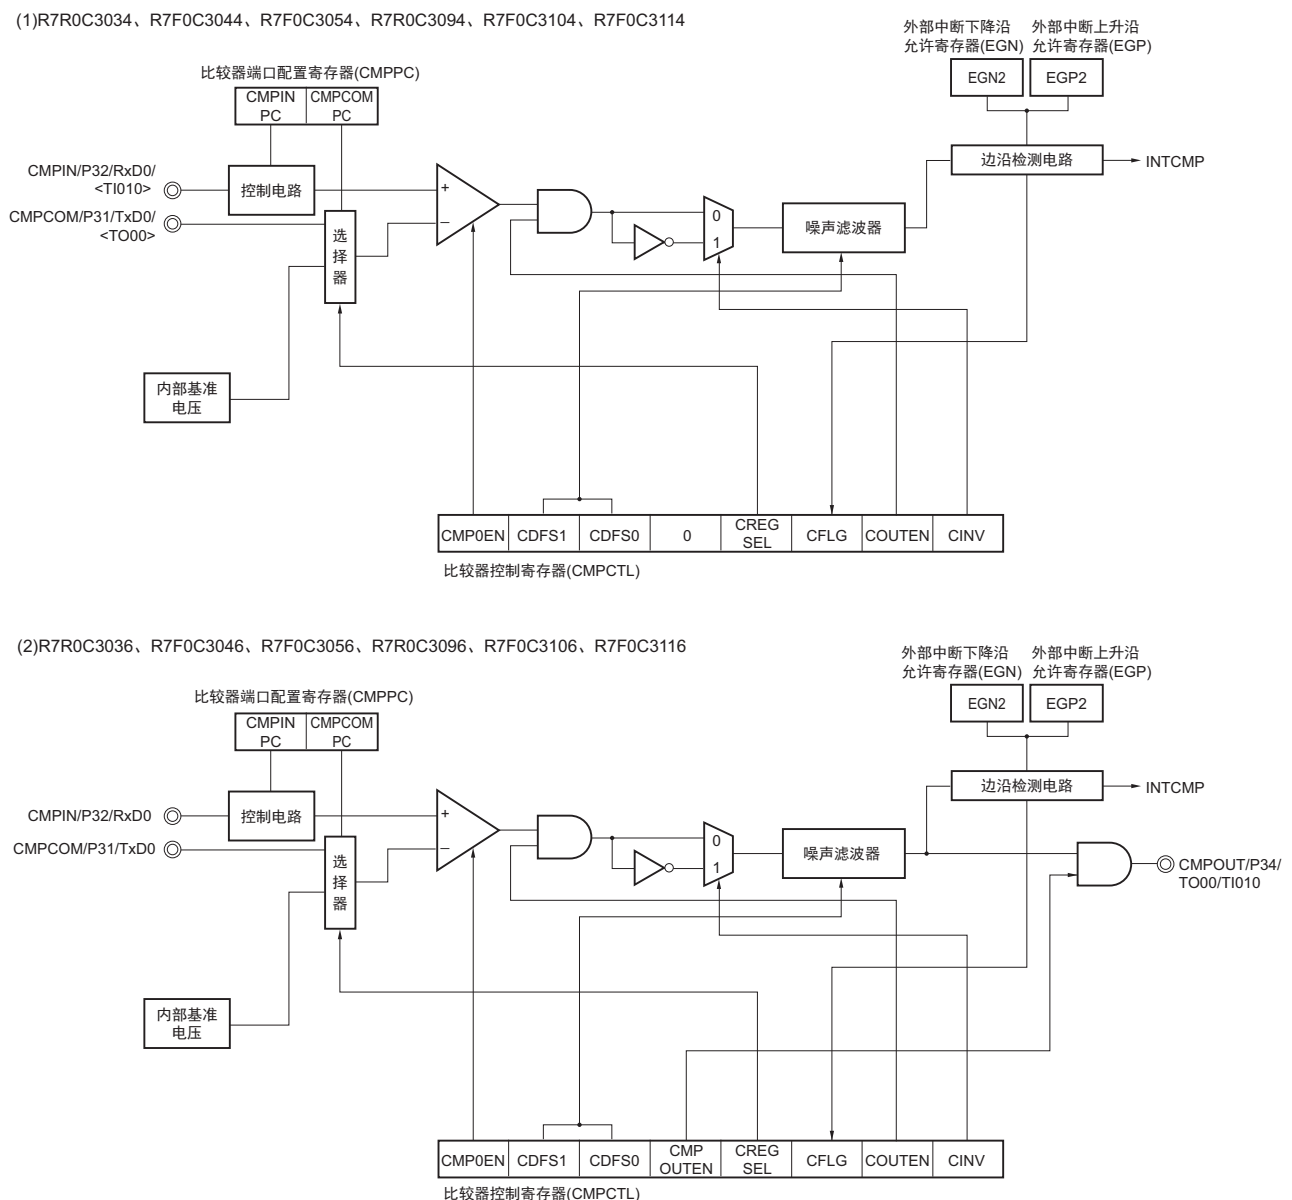 (1)R7R0C3034、R7F0C3044、R7F0C3054、R7R0C3094、R7F0C3104、R7F0C3114
外部中断下降沿
允许寄存器(EGN)
外部中断上升沿
允许寄存器(EGP)
EGN2
EGP2
比较器端口配置寄存器(CMPPC)
CMPIN
PC
CMPCOM
PC
CMPIN/P32/RxD0/
<TI010>
CMPCOM/P31/TxD0/
<TO00>
控制电路
选
择
器
+
−
0
1
噪声滤波器
边沿检测电路
INTCMP
内部基准
电压
CMP0EN
CDFS1
CDFS0
0
CREG
SEL
CFLG
COUTEN
CINV
比较器控制寄存器(CMPCTL)
(2)R7R0C3036、R7F0C3046、R7F0C3056、R7R0C3096、R7F0C3106、R7F0C3116
外部中断下降沿
允许寄存器(EGN)
外部中断上升沿
允许寄存器(EGP)
EGN2
EGP2
比较器端口配置寄存器(CMPPC)
CMPIN
PC
CMPCOM
PC
CMPIN/P32/RxD0
CMPCOM/P31/TxD0
控制电路
选
择
器
+
−
0
1
噪声滤波器
边沿检测电路
INTCMP
CMPOUT/P34/
TO00/TI010
内部基准
电压
CMP0EN
CDFS1
CDFS0
CMP
OUTEN
CREG
SEL
CFLG
COUTEN
CINV
比较器控制寄存器(CMPCTL)